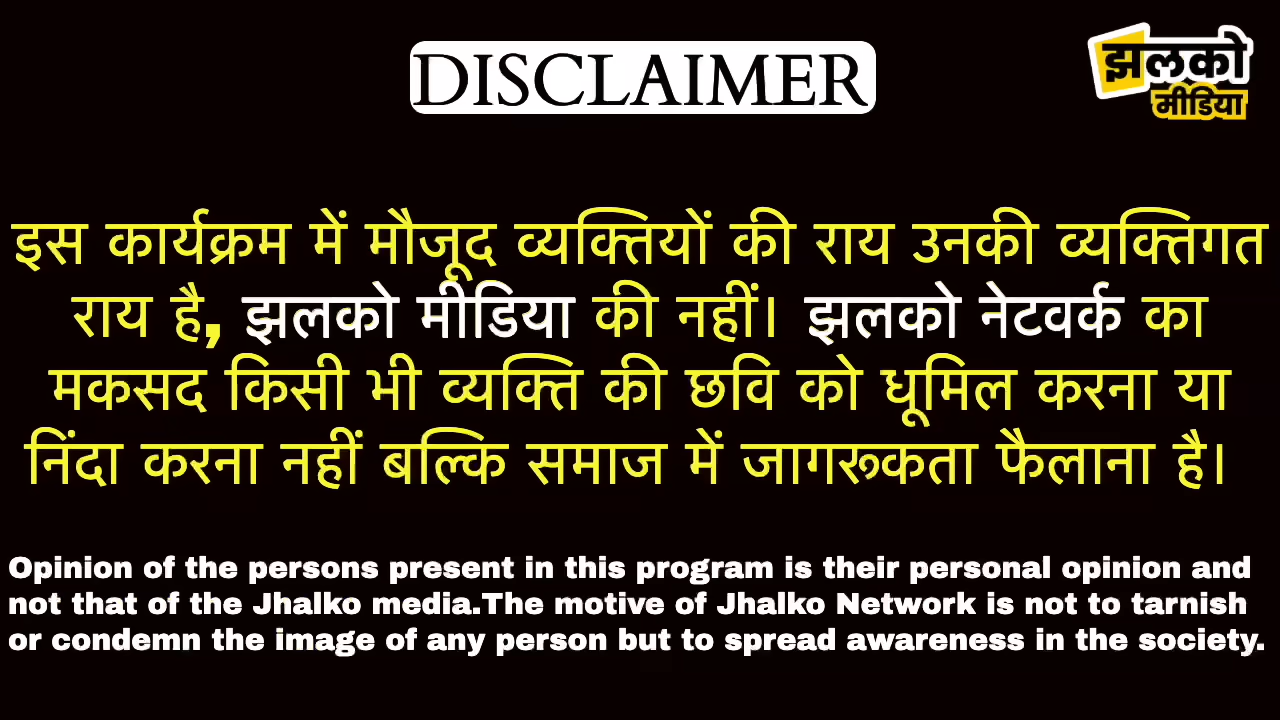 DISCLAIMER
झलको
मीडिया
इस कार्यक्रम में मौजूद व्यक्तियों की राय उनकी व्यक्तिगत
राय है, झलको मीडिया की नहीं। झलको नेटवर्क का
मकसद किसी भी व्यक्ति की छवि को धूमिल करना या
निंदा करना नहीं बल्कि समाज में जागरूकता फैलाना है।
Opinion of the persons present in this program is their personal opinion and
not that of the Jhalko media.The motive of Jhalko Network is not to tarnish
or condemn the image of any person but to spread awareness in the society.